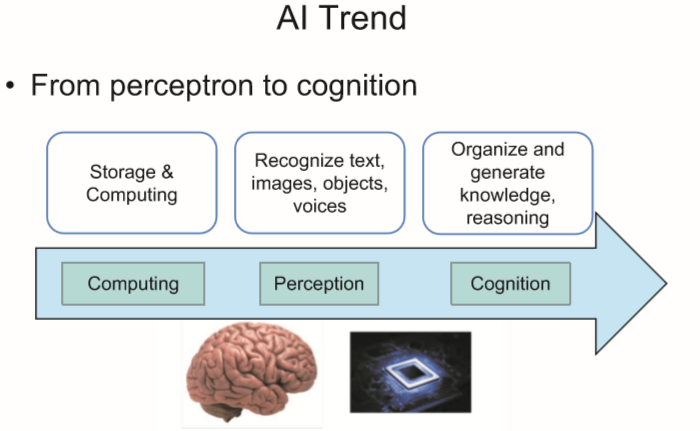 AI Trend
• From perceptron to cognition
Storage &
Computing
Recognize text,
images, objects,
voices
Organize and
generate
knowledge,
reasoning
Computing
Perception
Cognition